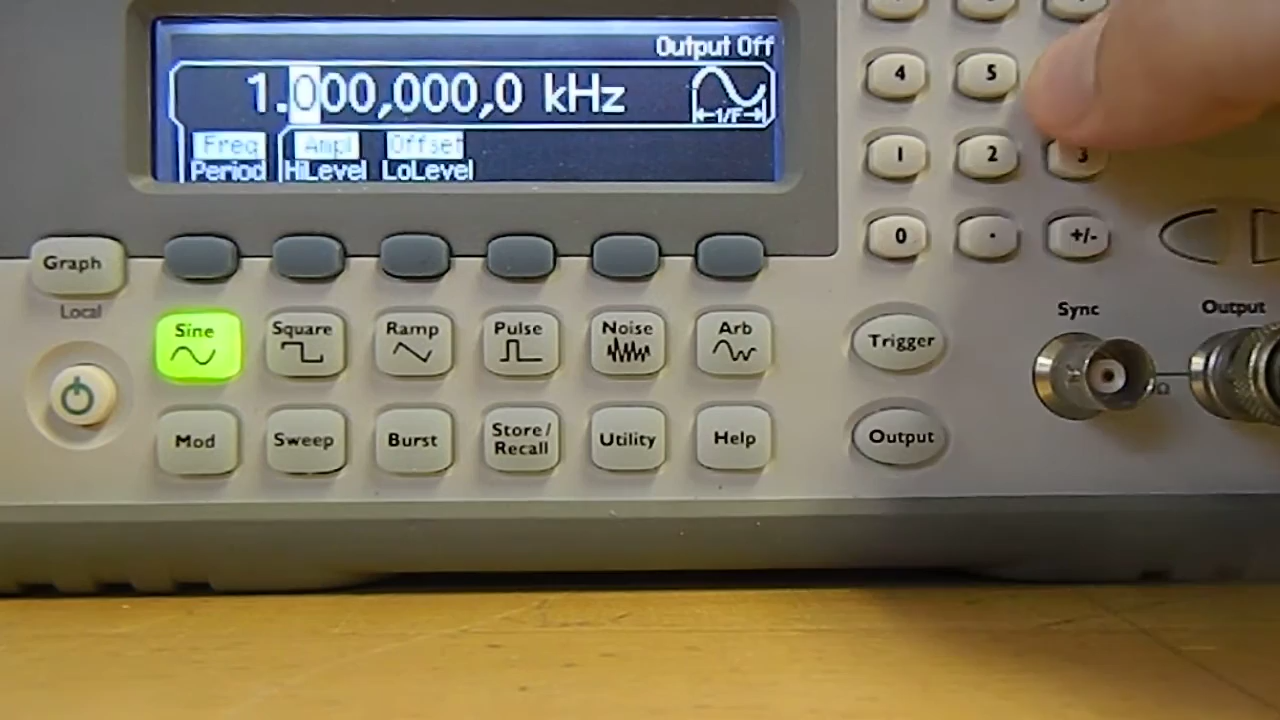 Output Off
1.000,000,0 kHz
←1/F→
Freq Ampl Offset
Period HiLevel LoLevel
4 5
1 2 3
0 . +/-
Graph
Local
Sync Output
Sine Square Ramp Pulse Noise Arb
Trigger
Mod Sweep Burst Store/
Recall Utility Help
Output